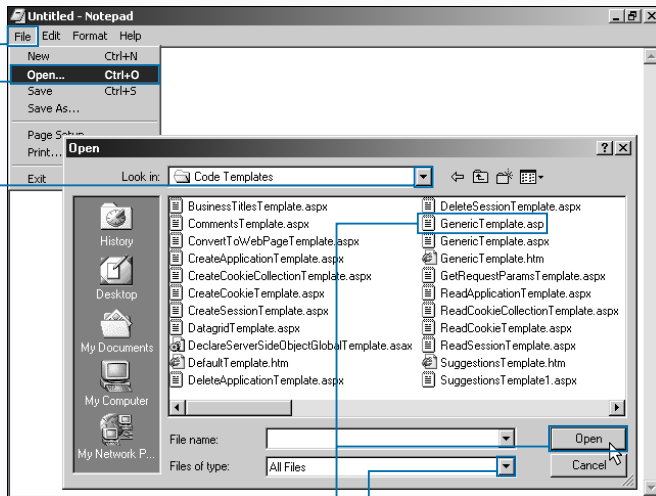 Untitled - Notepad
File Edit Format Help
New Ctrl+N
Open... Ctrl+O
Save Ctrl+S
Save As...
Page Setup...
Print...
Exit
Open
Look in: Code Templates
History
Desktop
My Documents
My Computer
My Network P...
BusinessTitlesTemplate.aspx
CommentsTemplate.aspx
ConvertToWebPageTemplate.aspx
CreateApplicationTemplate.aspx
CreateCookieCollectionTemplate.aspx
CreateCookieTemplate.aspx
CreateSessionTemplate.aspx
DatagridTemplate.aspx
DeclareServerSideObjectGlobalTemplate.asax
DefaultTemplate.htm
DeleteApplicationTemplate.aspx
DeleteSessionTemplate.aspx
GenericTemplate.asp
GenericTemplate.aspx
GenericTemplate.htm
GetRequestParamsTemplate.aspx
ReadApplicationTemplate.aspx
ReadCookieCollectionTemplate.aspx
ReadCookieTemplate.aspx
ReadSessionTemplate.aspx
SuggestionsTemplate.htm
SuggestionsTemplate1.aspx
File name: Open
Files of type: All Files Cancel